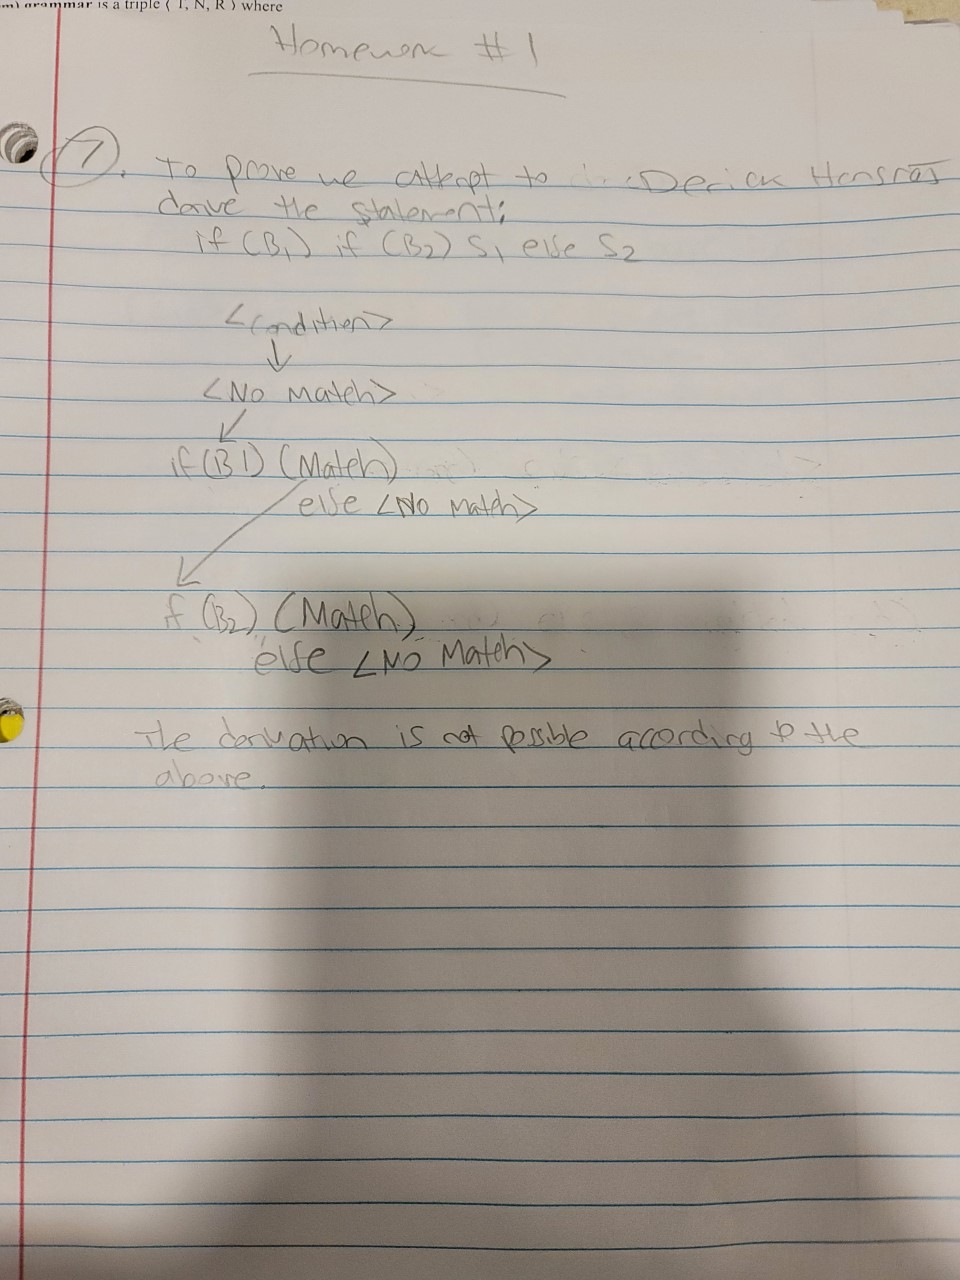 grammar is a triple ( T, N, R ) where
Homework #1
7. To prove we attempt to Derick Hansraj
derive the statement:
if (B1) if (B2) S1 else S2
<condition>
↓
<No match>
if (B1) (Match)
else <No match>
if (B2) (Match)
else <No Match>
The derivation is not possible according to the
above.